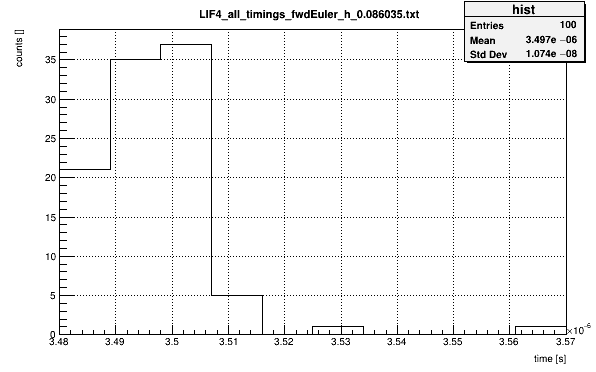 LIF4_all_timings_fwdEuler_h_0.086035.txt
hist
Entries 100
Mean 3.497e −06
Std Dev 1.074e −08
counts []
35
30
25
20
15
10
5
0
3.48 3.49 3.5 3.51 3.52 3.53 3.54 3.55 3.56 3.57
×10⁻⁶
time [s]